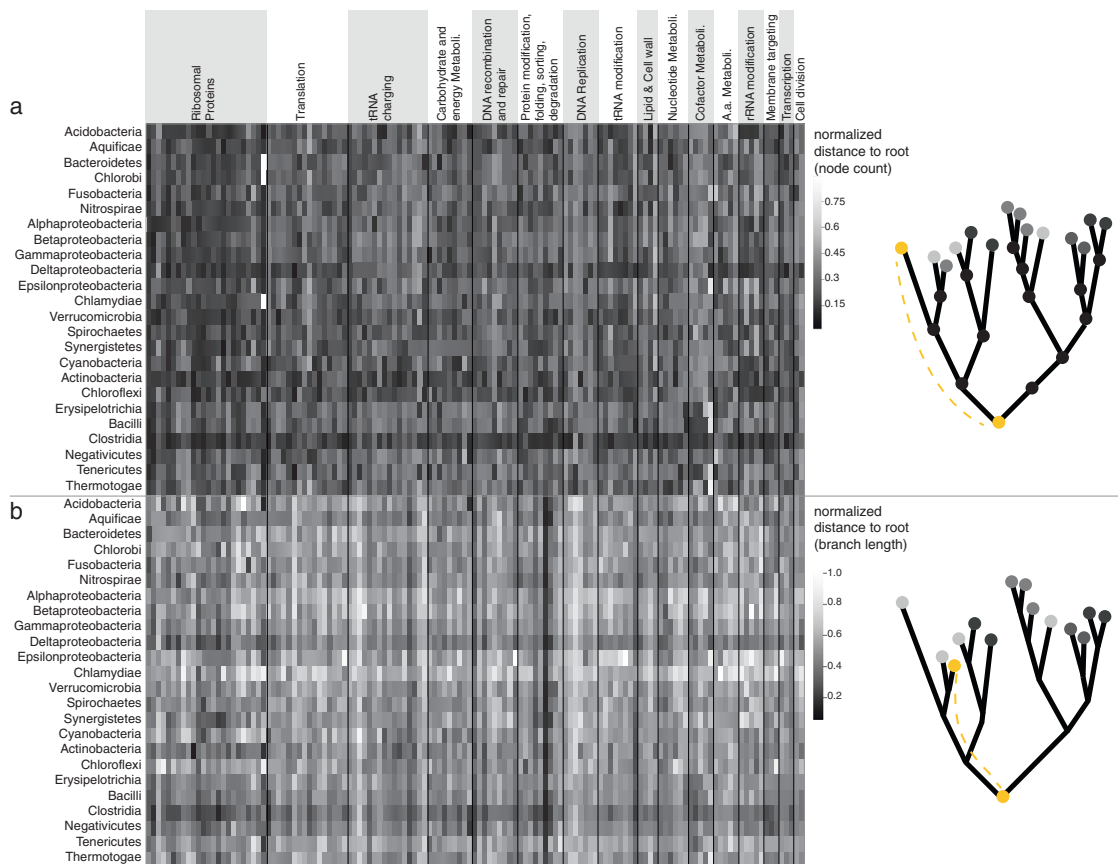 Ribosomal
Proteins
Translation
tRNA
charging
Carbohydrate and
energy Metaboli.
DNA recombination
and repair
Protein modification,
folding, sorting,
degradation
DNA Replication
tRNA modification
Lipid & Cell wall
Nucleotide Metaboli.
Cofactor Metaboli.
A.a. Metaboli.
rRNA modification
Membrane targeting
Transcription
Cell division
a
Acidobacteria
Aquificae
Bacteroidetes
Chlorobi
Fusobacteria
Nitrospirae
Alphaproteobacteria
Betaproteobacteria
Gammaproteobacteria
Deltaproteobacteria
Epsilonproteobacteria
Chlamydiae
Verrucomicrobia
Spirochaetes
Synergistetes
Cyanobacteria
Actinobacteria
Chloroflexi
Erysipelotrichia
Bacilli
Clostridia
Negativicutes
Tenericutes
Thermotogae
normalized
distance to root
(node count)
0.75
0.6
0.45
0.3
0.15
b
Acidobacteria
Aquificae
Bacteroidetes
Chlorobi
Fusobacteria
Nitrospirae
Alphaproteobacteria
Betaproteobacteria
Gammaproteobacteria
Deltaproteobacteria
Epsilonproteobacteria
Chlamydiae
Verrucomicrobia
Spirochaetes
Synergistetes
Cyanobacteria
Actinobacteria
Chloroflexi
Erysipelotrichia
Bacilli
Clostridia
Negativicutes
Tenericutes
Thermotogae
normalized
distance to root
(branch length)
1.0
0.8
0.6
0.4
0.2